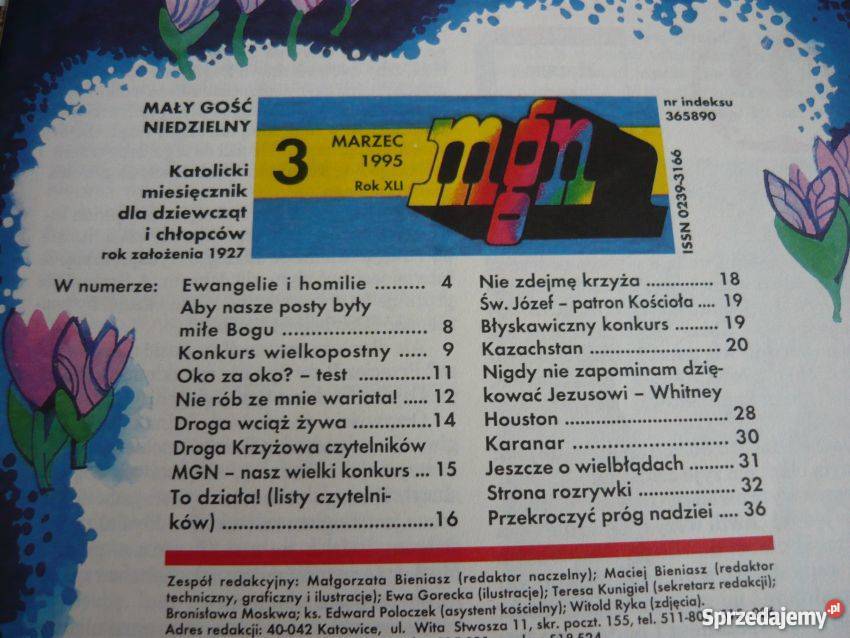 MAŁY GOŚĆ
NIEDZIELNY
Katolicki
miesięcznik
dla dziewcząt
i chłopców
rok założenia 1927
3
MARZEC
1995
Rok XLI
mgn
nr indeksu
365890
ISSN 0239-3166
W numerze:
Ewangelie i homilie ......... 4
Aby nasze posty były
miłe Bogu ..................... 8
Konkurs wielkopostny ..... 9
Oko za oko? – test .............11
Nie rób ze mnie wariata! ..... 12
Droga wciąż żywa .............14
Droga Krzyżowa czytelników
MGN – nasz wielki konkurs ... 15
To działa! (listy czytelni-
ków) ..................................16
Nie zdejmę krzyża .............. 18
Św. Józef – patron Kościoła .... 19
Błyskawiczny konkurs ......... 19
Kazachstan ....................... 20
Nigdy nie zapominam dzię-
kować Jezusowi – Whitney
Houston .......................... 28
Karanar .......................... 30
Jeszcze o wielbłądach ......... 31
Strona rozrywki .................. 32
Przekroczyć próg nadziei .... 36
Zespół redakcyjny: Małgorzata Bieniasz (redaktor naczelny); Maciej Bieniasz (redaktor
techniczny, graficzny i ilustracje); Ewa Gorecka (ilustracje); Teresa Kunigiel (sekretarz redakcji);
Bronisława Moskwa; ks. Edward Poloczek (asystent kościelny); Witold Ryka (zdjęcia).
Adres redakcji: 40-042 Katowice, ul. Wita Stwosza 11, skr. poczt. 155, tel. 511-80
518-524
Sprzedajemy.pl